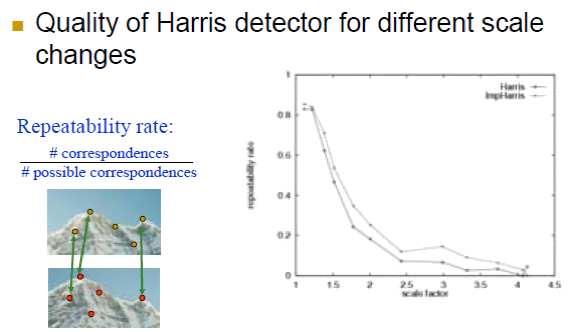 Quality of Harris detector for different scale
changes
Repeatability rate:
# correspondences
# possible correspondences
Harris
ImpHarris
repeatability rate
1
0.8
0.6
0.4
0.2
0
1
1.5
2
2.5
3
3.5
4
4.5
scale factor